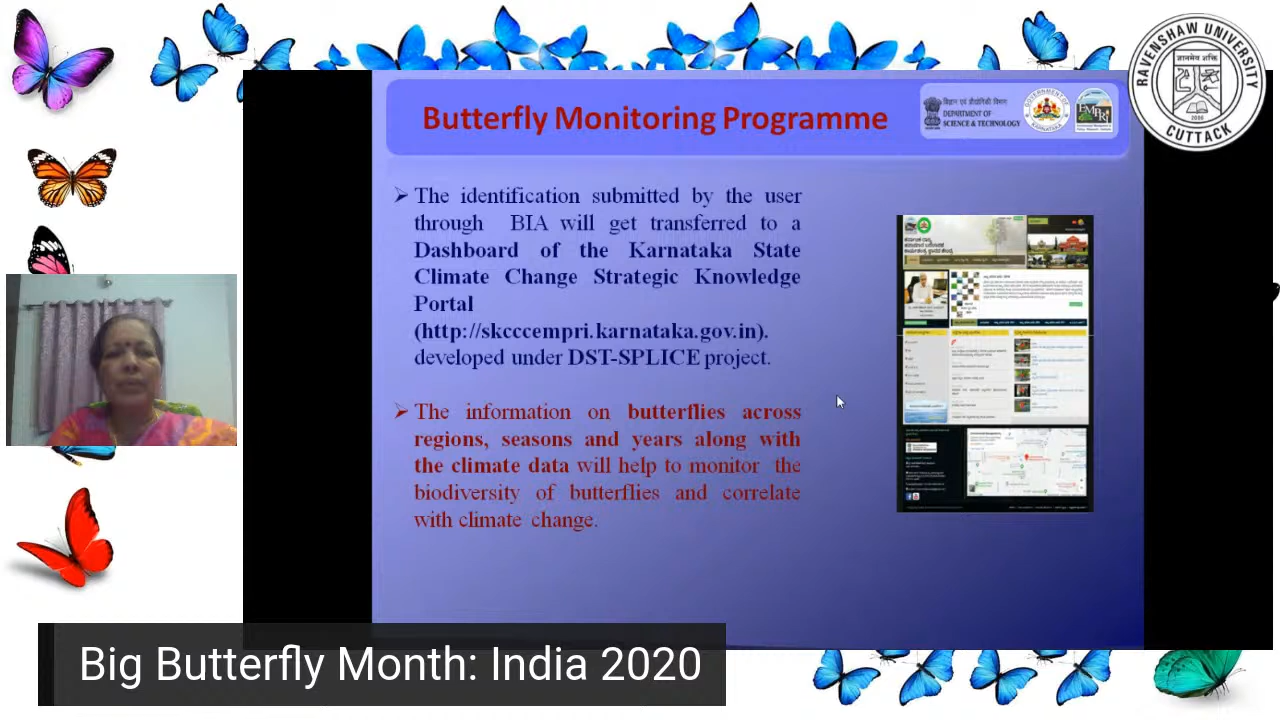 RAVENSHAW UNIVERSITY
CUTTACK
Butterfly Monitoring Programme
विज्ञान एवं प्रौद्योगिकी विभाग
DEPARTMENT OF
SCIENCE & TECHNOLOGY
GOVERNMENT OF
KARNATAKA
EMPRI
➢ The identification submitted by the user
through BIA will get transferred to a
Dashboard of the Karnataka State
Climate Change Strategic Knowledge
Portal
(http://skcccempri.karnataka.gov.in).
developed under DST-SPLICE project.
➢ The information on butterflies across
regions, seasons and years along with
the climate data will help to monitor the
biodiversity of butterflies and correlate
with climate change.
Big Butterfly Month: India 2020